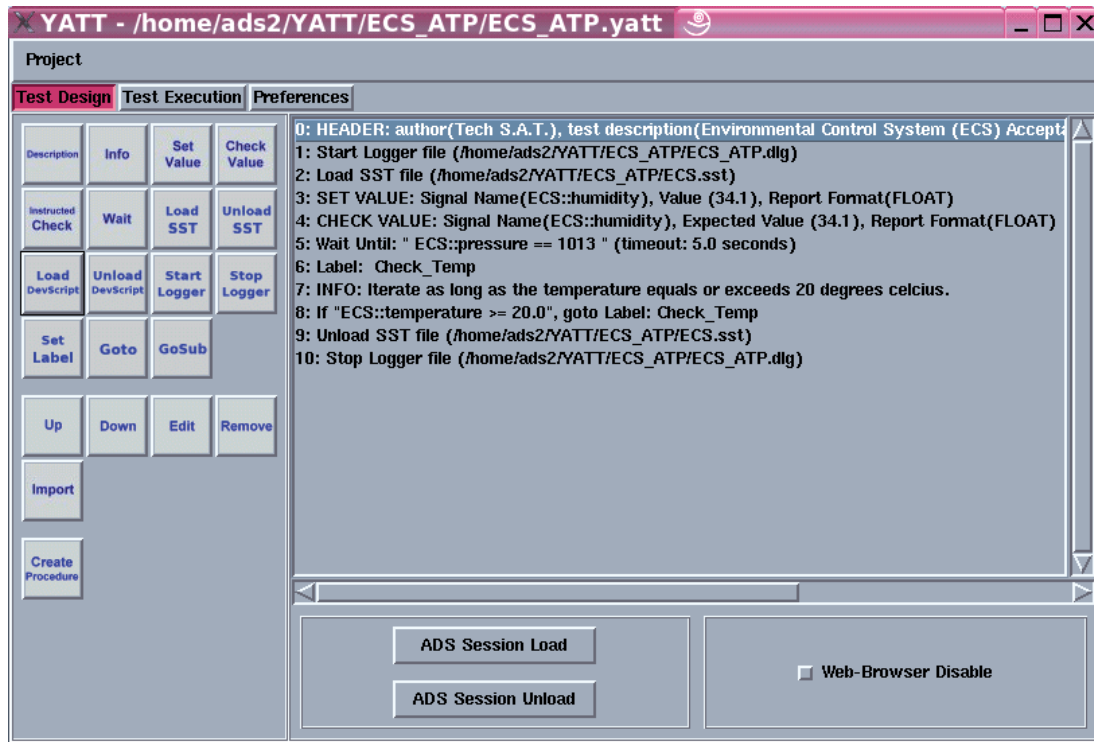 YATT - /home/ads2/YATT/ECS_ATP/ECS_ATP.yatt
Project
Test Design Test Execution Preferences
Description Info Set Value Check Value
Instructed Check Wait Load SST Unload SST
Load DevScript Unload DevScript Start Logger Stop Logger
Set Label Goto GoSub
Up Down Edit Remove
Import
Create Procedure
0: HEADER: author(Tech S.A.T.), test description(Environmental Control System (ECS) Accepta
1: Start Logger file (/home/ads2/YATT/ECS_ATP/ECS_ATP.dlg)
2: Load SST file (/home/ads2/YATT/ECS_ATP/ECS.sst)
3: SET VALUE: Signal Name(ECS::humidity), Value (34.1), Report Format(FLOAT)
4: CHECK VALUE: Signal Name(ECS::humidity), Expected Value (34.1), Report Format(FLOAT)
5: Wait Until: " ECS::pressure == 1013 " (timeout: 5.0 seconds)
6: Label: Check_Temp
7: INFO: Iterate as long as the temperature equals or exceeds 20 degrees celcius.
8: If "ECS::temperature >= 20.0", goto Label: Check_Temp
9: Unload SST file (/home/ads2/YATT/ECS_ATP/ECS.sst)
10: Stop Logger file (/home/ads2/YATT/ECS_ATP/ECS_ATP.dlg)
ADS Session Load
ADS Session Unload
Web-Browser Disable